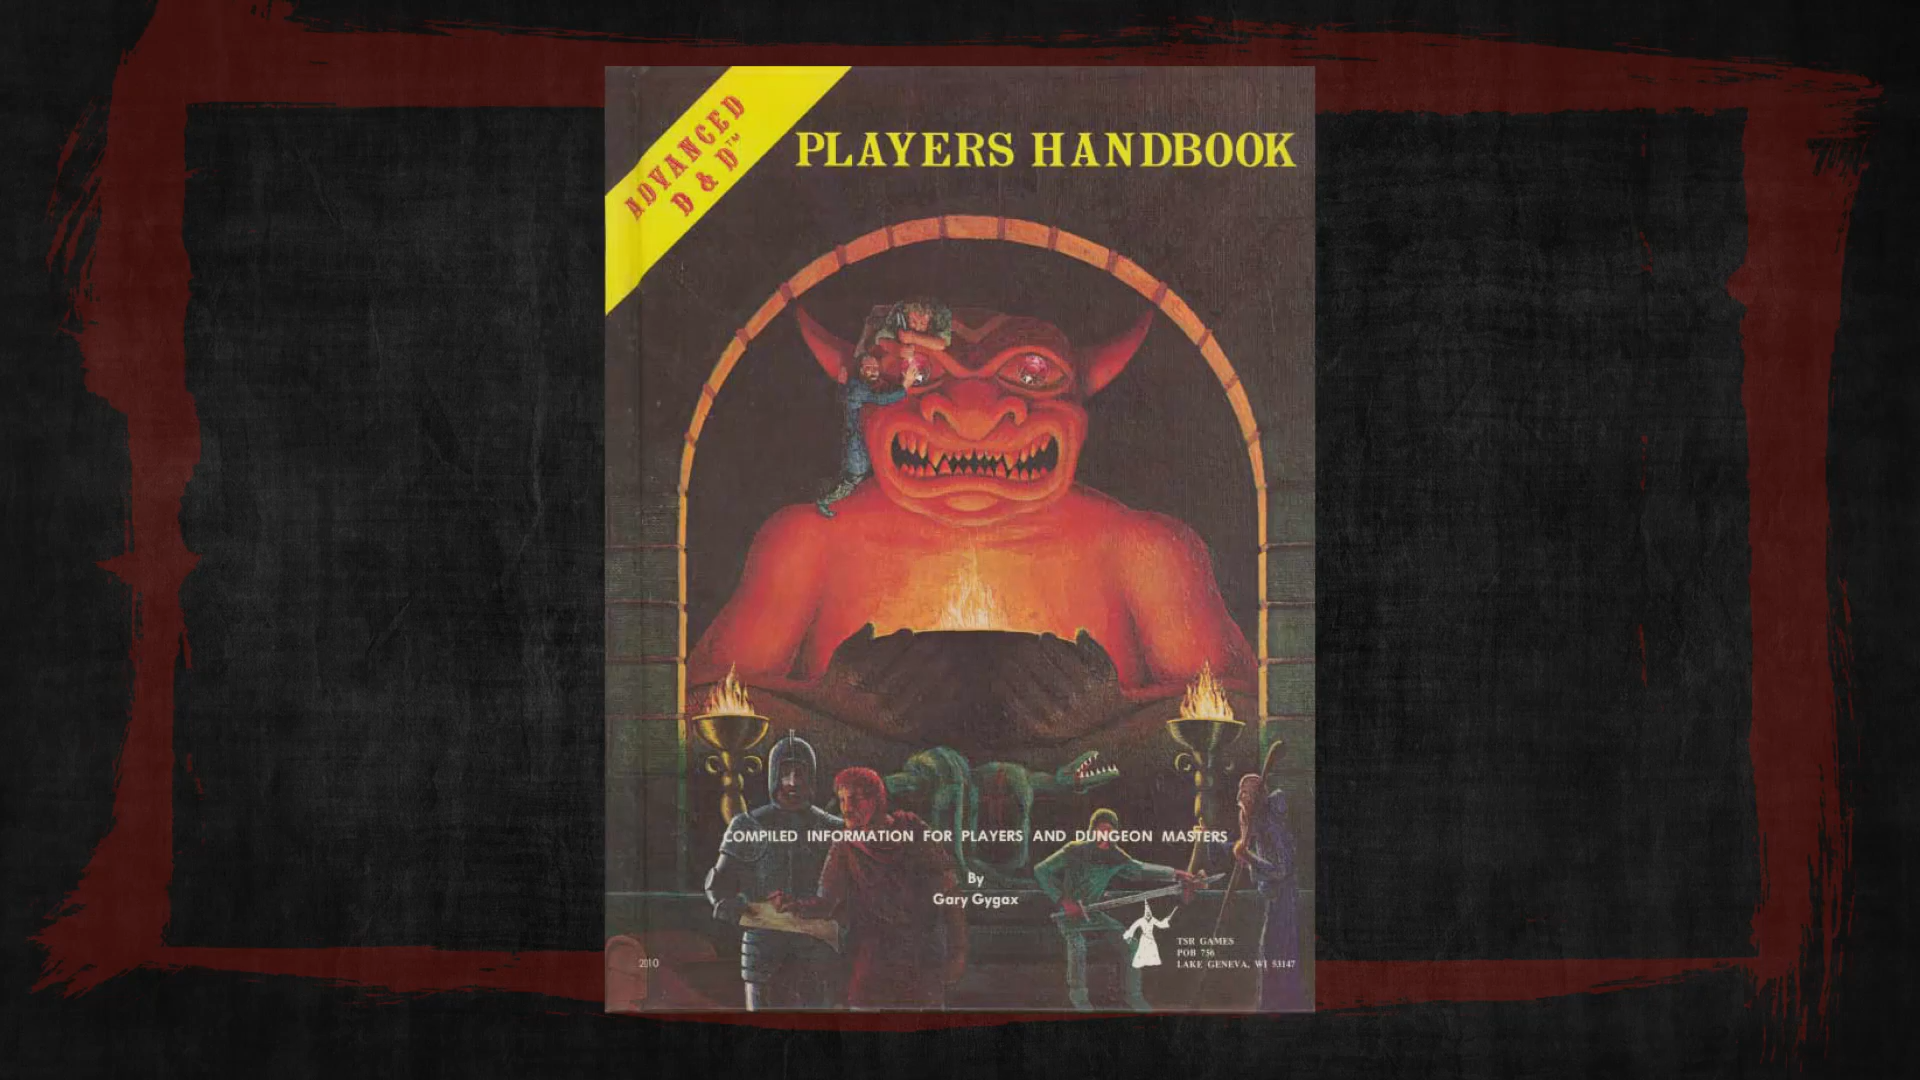 ADVANCED
D & D™
PLAYERS HANDBOOK
COMPILED INFORMATION FOR PLAYERS AND DUNGEON MASTERS
By
Gary Gygax
TSR GAMES
POB 756
LAKE GENEVA, WI 53147
2010